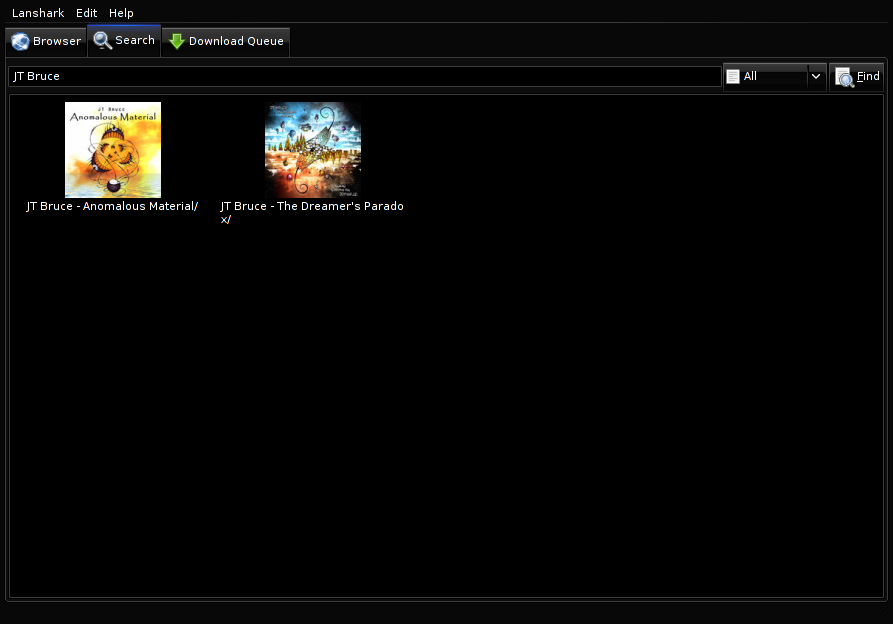 Lanshark Edit Help
Browser Search Download Queue
JT Bruce All Find
JT BRUCE
Anomalous Material
JT Bruce - Anomalous Material/ JT Bruce - The Dreamer's Parado
x/